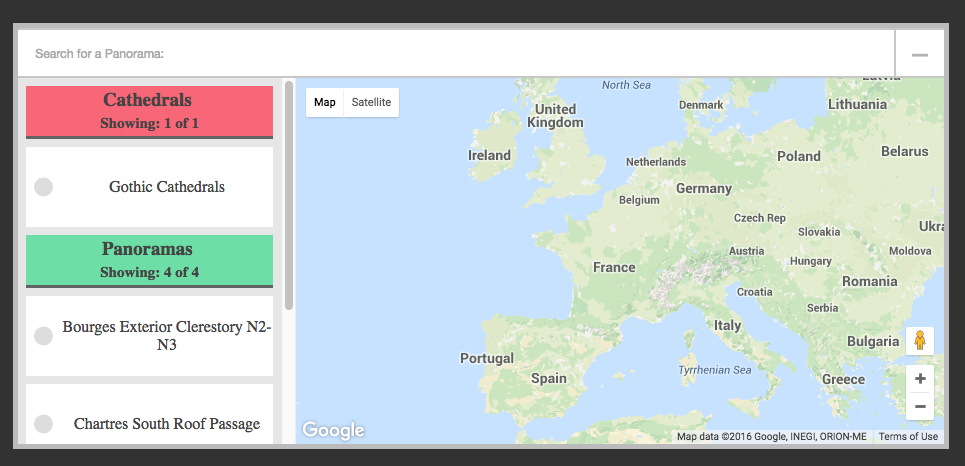 Search for a Panorama:
Cathedrals
Showing: 1 of 1
Gothic Cathedrals
Panoramas
Showing: 4 of 4
Bourges Exterior Clerestory N2-
N3
Chartres South Roof Passage
Map Satellite
North Sea
Denmark
Lithuania
United
Kingdom
Ireland
Netherlands
Poland
Belarus
Belgium
Germany
Czech Rep
Slovakia
Ukra
Austria
Hungary
Moldova
France
Croatia
Romania
Serbia
Italy
Bulgaria
Portugal
Spain
Tyrrhenian Sea
Greece
+
−
Google
Map data ©2016 Google, INEGI, ORION-ME Terms of Use